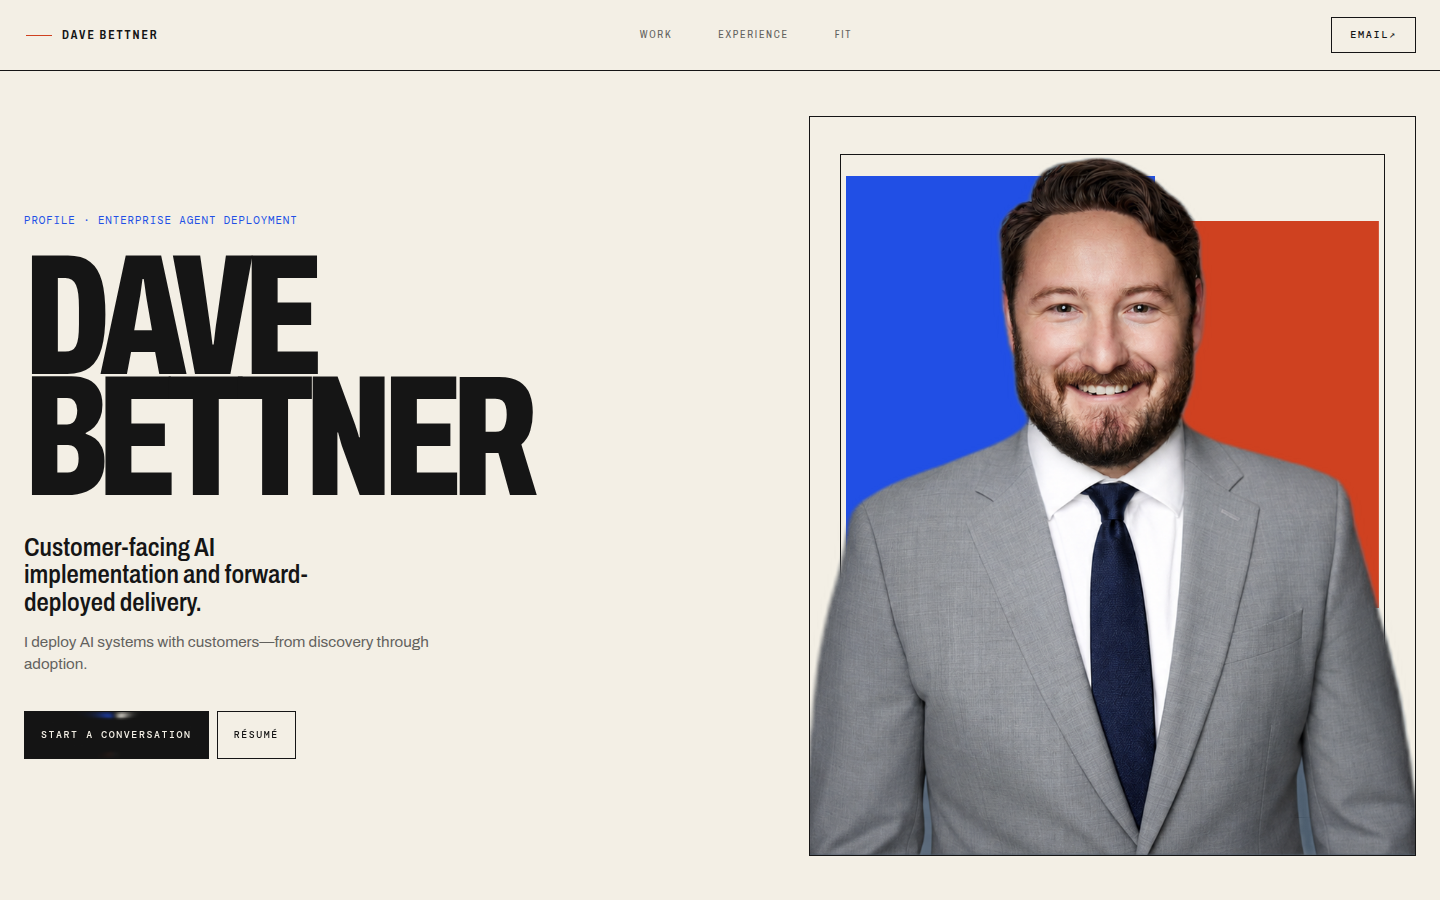 DAVE BETTNER
WORK
EXPERIENCE
FIT
EMAIL↗
PROFILE · ENTERPRISE AGENT DEPLOYMENT
DAVE
BETTNER
Customer-facing AI
implementation and forward-
deployed delivery.
I deploy AI systems with customers—from discovery through
adoption.
START A CONVERSATION
RÉSUMÉ